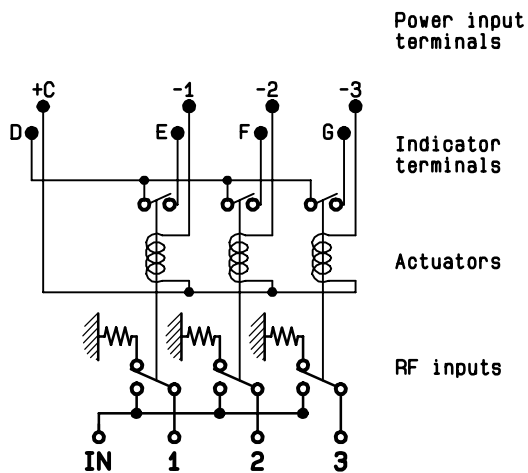 Power input
terminals
+C -1 -2 -3
D E F G
Indicator
terminals
Actuators
RF inputs
IN 1 2 3